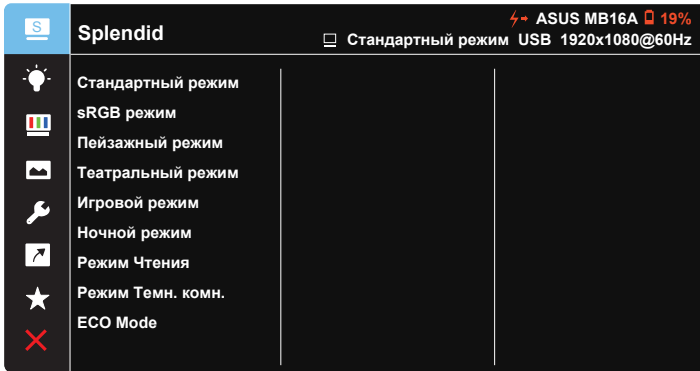 S
Splendid
ASUS MB16A 19%
Стандартный режим USB 1920x1080@60Hz
Стандартный режим
sRGB режим
Пейзажный режим
Театральный режим
Игровой режим
Ночной режим
Режим Чтения
Режим Темн. комн.
ECO Mode